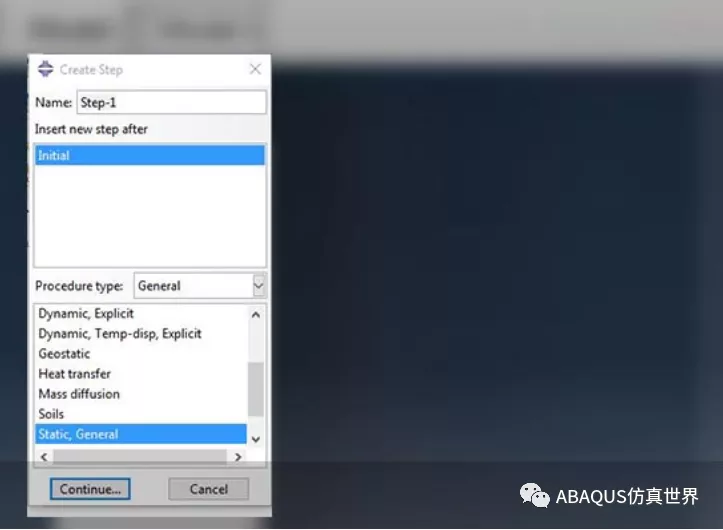 Create Step
Name: Step-1
Insert new step after
Initial
Procedure type: General
Dynamic, Explicit
Dynamic, Temp-disp, Explicit
Geostatic
Heat transfer
Mass diffusion
Soils
Static, General
Continue... Cancel
ABAQUS仿真世界